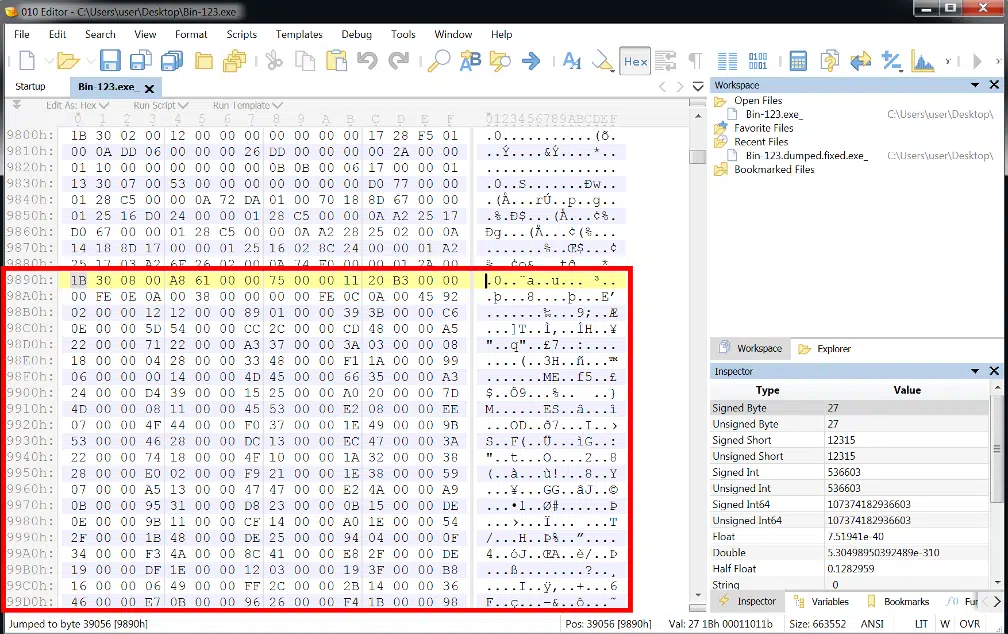 010 Editor - C:\Users\user\Desktop\Bin-123.exe_
File Edit Search View Format Scripts Templates Debug Tools Window Help
Hex
Startup Bin-123.exe_
Edit As: Hex Run Script Run Template
0 1 2 3 4 5 6 7 8 9 A B C D E F 0123456789ABCDEF
9800h: 1B 30 02 00 12 00 00 00 00 00 00 00 17 28 F5 01 .0...........(õ.
9810h: 00 0A DD 06 00 00 00 26 DD 00 00 00 00 2A 00 00 ..Ý....&Ý....*..
9820h: 01 10 00 00 00 00 00 00 0B 0B 00 06 17 00 00 01 ................
9830h: 13 30 07 00 53 00 00 00 00 00 00 00 D0 77 00 00 .0..S.......Ðw..
9840h: 01 28 C5 00 00 0A 72 DA 01 00 70 18 8D 67 00 00 .(Å...rÚ..p..g..
9850h: 01 25 16 D0 24 00 00 01 28 C5 00 00 0A A2 25 17 .%.Ð$...(Å...¢%.
9860h: D0 67 00 00 01 28 C5 00 00 0A A2 28 25 02 00 0A Ðg...(Å...¢(%...
9870h: 14 18 8D 17 00 00 01 25 16 02 8C 24 00 00 01 A2 .......%..Œ$...¢
9880h: 25 17 03 A2 6F 26 02 00 0A 74 E0 00 00 01 2A 00
9890h: 1B 30 08 00 A8 61 00 00 75 00 00 11 20 B3 00 00 .0..¨a..u... ³..
98A0h: 00 FE 0E 0A 00 38 00 00 00 00 FE 0C 0A 00 45 92 .þ...8....þ...E’
98B0h: 02 00 00 12 12 00 00 89 01 00 00 39 3B 00 00 C6 .......‰...9;..Æ
98C0h: 0E 00 00 5D 54 00 00 CC 2C 00 00 CD 48 00 00 A5 ...]T..Ì,..ÍH..¥
98D0h: 22 00 00 71 22 00 00 A3 37 00 00 3A 03 00 00 08 "..q"..£7..:....
98E0h: 18 00 00 04 28 00 00 33 48 00 00 F1 1A 00 00 99 ....(..3H..ñ...™
98F0h: 06 00 00 00 14 00 00 4D 45 00 00 66 35 00 00 A3 .......ME..f5..£
9900h: 24 00 00 D4 39 00 00 15 25 00 00 A0 20 00 00 7D $..Ô9...%.. ..}
9910h: 4D 00 00 08 11 00 00 45 53 00 00 E2 08 00 00 EE M......ES..â...î
9920h: 07 00 00 4F 44 00 00 F0 37 00 00 1E 49 00 00 9B ...OD..ð7...I..›
9930h: 53 00 00 46 28 00 00 DC 13 00 00 EC 47 00 00 3A S..F(..Ü...ìG..:
9940h: 22 00 00 74 18 00 00 4F 10 00 00 1A 32 00 00 38 "..t...O....2..8
9950h: 28 00 00 E0 02 00 00 F9 21 00 00 1E 38 00 00 59 (..à...ù!...8..Y
9960h: 07 00 00 A5 13 00 00 47 47 00 00 E2 4A 00 00 A9 ...¥...GG..âJ..©
9970h: 0B 00 00 95 31 00 00 D8 23 00 00 0B 15 00 00 DE ...•1..Ø#......Þ
9980h: 0E 00 00 9B 11 00 00 CF 14 00 00 A0 1E 00 00 54 ...›...Ï... ...T
9990h: 2F 00 00 1B 48 00 00 DE 25 00 00 94 04 00 00 0F /...H..Þ%..”....
99A0h: 34 00 00 F3 4A 00 00 8C 41 00 00 E8 2F 00 00 DE 4..óJ..ŒA..è/..Þ
99B0h: 19 00 00 DF 1E 00 00 12 03 00 00 19 3F 00 00 B8 ...ß........?..¸
99C0h: 16 00 00 06 49 00 00 FF 2C 00 00 2B 14 00 00 36 ....I..ÿ,..+...6
99D0h: 46 00 00 E7 0B 00 00 96 26 00 00 F4 1B 00 00 98 F..ç...–&..ô...˜
Workspace
Open Files
Bin-123.exe_ C:\Users\user\Desktop\
Favorite Files
Recent Files
Bin-123.dumped.fixed.exe_ C:\Users\user\Desktop\
Bookmarked Files
Workspace Explorer
Inspector
Type Value
Signed Byte 27
Unsigned Byte 27
Signed Short 12315
Unsigned Short 12315
Signed Int 536603
Unsigned Int 536603
Signed Int64 107374182936603
Unsigned Int64 107374182936603
Float 7.51941e-40
Double 5.30498950392489e-310
Half Float 0.1282959
String 0
Inspector Variables Bookmarks Fun
Jumped to byte 39056 [9890h] Pos: 39056 [9890h] Val: 27 1Bh 00011011b Size: 663552 ANSI LIT W OVR